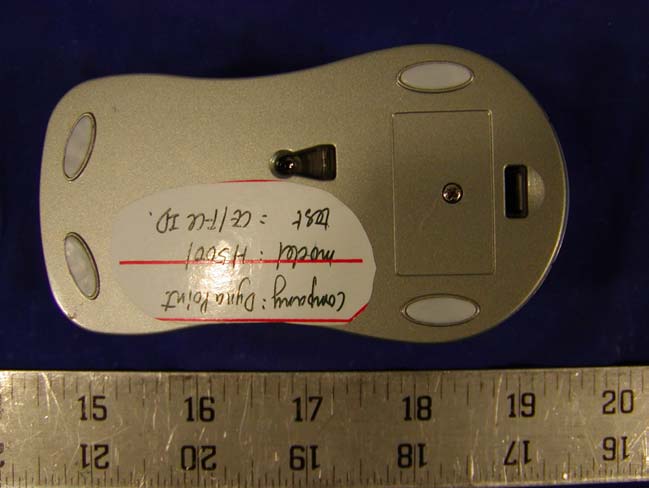 Company: DynaPoint
model : H500/
test = CE/FCC ID.
15 16 17 18 19 20
16 17 18 19 20 21